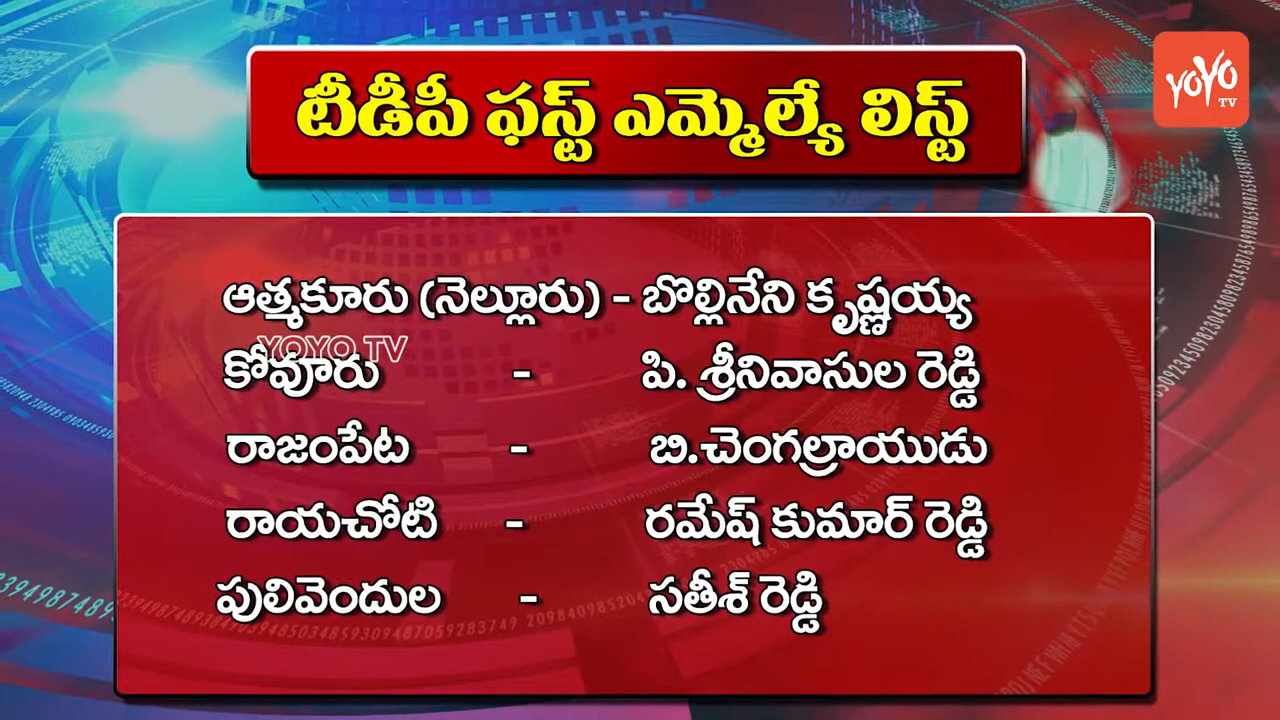 టీడీపీ ఫస్ట్ ఎమ్మెల్యే లిస్ట్
YOYO TV
ఆత్మకూరు (నెల్లూరు) - బొల్లినేని కృష్ణయ్య
YOYO TV
కోవూరు - పి. శ్రీనివాసుల రెడ్డి
రాజంపేట - బి.చెంగల్రాయుడు
రాయచోటి - రమేష్ కుమార్ రెడ్డి
పులివెందుల - సతీశ్ రెడ్డి